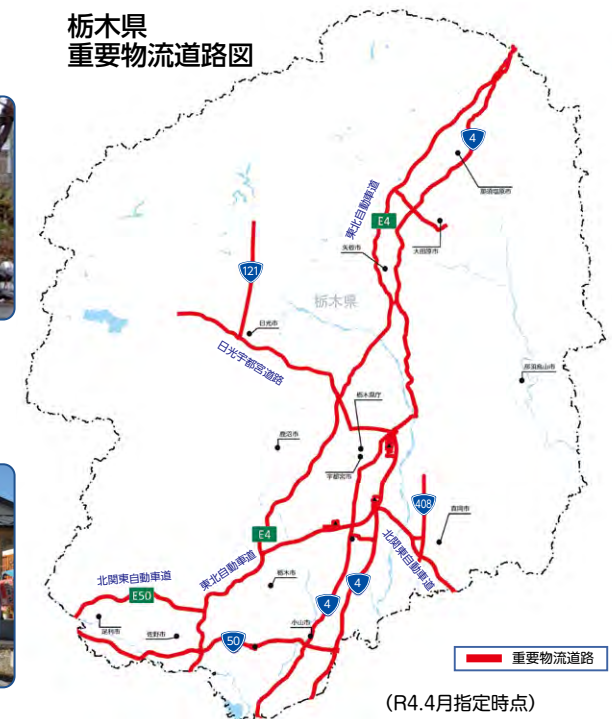 栃木県
重要物流道路図
4
那須塩原市
東北自動車道
E4
大田原市
矢板市
121
栃木県
日光市
日光宇都宮道路
那須烏山市
栃木県庁
鹿沼市
宇都宮市
408
真岡市
E4
北関東自動車道
東北自動車道
北関東自動車道
E50
栃木市
4
4
足利市
佐野市
50
小山市
重要物流道路
(R4.4月指定時点)